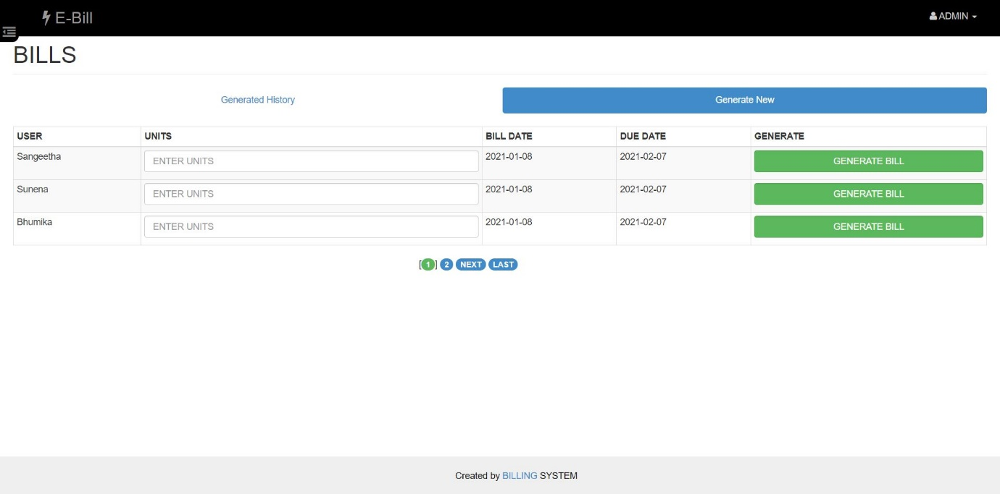 E-Bill
ADMIN
BILLS
Generated History Generate New
USER UNITS BILL DATE DUE DATE GENERATE
Sangeetha ENTER UNITS 2021-01-08 2021-02-07 GENERATE BILL
Sunena ENTER UNITS 2021-01-08 2021-02-07 GENERATE BILL
Bhumika ENTER UNITS 2021-01-08 2021-02-07 GENERATE BILL
[1] 2 NEXT LAST
Created by BILLING SYSTEM